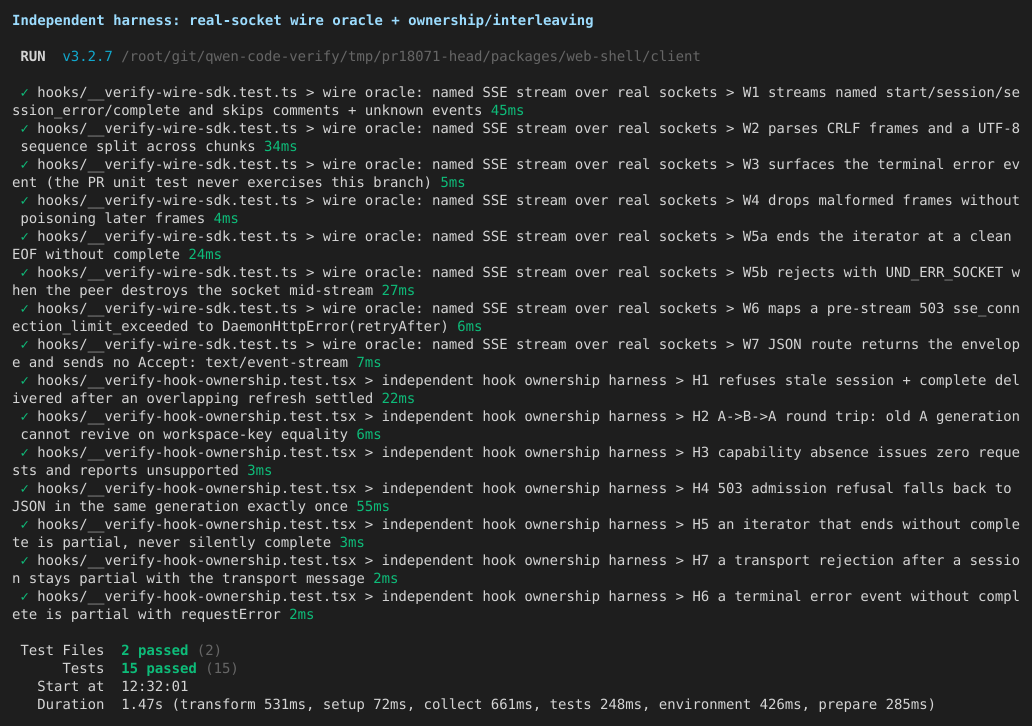 Independent harness: real-socket wire oracle + ownership/interleaving
RUN  v3.2.7 /root/git/qwen-code-verify/tmp/pr18071-head/packages/web-shell/client
✓ hooks/__verify-wire-sdk.test.ts > wire oracle: named SSE stream over real sockets > W1 streams named start/session/se
ssion_error/complete and skips comments + unknown events 45ms
✓ hooks/__verify-wire-sdk.test.ts > wire oracle: named SSE stream over real sockets > W2 parses CRLF frames and a UTF-8
sequence split across chunks 34ms
✓ hooks/__verify-wire-sdk.test.ts > wire oracle: named SSE stream over real sockets > W3 surfaces the terminal error ev
ent (the PR unit test never exercises this branch) 5ms
✓ hooks/__verify-wire-sdk.test.ts > wire oracle: named SSE stream over real sockets > W4 drops malformed frames without
poisoning later frames 4ms
✓ hooks/__verify-wire-sdk.test.ts > wire oracle: named SSE stream over real sockets > W5a ends the iterator at a clean
EOF without complete 24ms
✓ hooks/__verify-wire-sdk.test.ts > wire oracle: named SSE stream over real sockets > W5b rejects with UND_ERR_SOCKET w
hen the peer destroys the socket mid-stream 27ms
✓ hooks/__verify-wire-sdk.test.ts > wire oracle: named SSE stream over real sockets > W6 maps a pre-stream 503 sse_conn
ection_limit_exceeded to DaemonHttpError(retryAfter) 6ms
✓ hooks/__verify-wire-sdk.test.ts > wire oracle: named SSE stream over real sockets > W7 JSON route returns the envelop
e and sends no Accept: text/event-stream 7ms
✓ hooks/__verify-hook-ownership.test.tsx > independent hook ownership harness > H1 refuses stale session + complete del
ivered after an overlapping refresh settled 22ms
✓ hooks/__verify-hook-ownership.test.tsx > independent hook ownership harness > H2 A->B->A round trip: old A generation
cannot revive on workspace-key equality 6ms
✓ hooks/__verify-hook-ownership.test.tsx > independent hook ownership harness > H3 capability absence issues zero reque
sts and reports unsupported 3ms
✓ hooks/__verify-hook-ownership.test.tsx > independent hook ownership harness > H4 503 admission refusal falls back to
JSON in the same generation exactly once 55ms
✓ hooks/__verify-hook-ownership.test.tsx > independent hook ownership harness > H5 an iterator that ends without comple
te is partial, never silently complete 3ms
✓ hooks/__verify-hook-ownership.test.tsx > independent hook ownership harness > H7 a transport rejection after a sessio
n stays partial with the transport message 2ms
✓ hooks/__verify-hook-ownership.test.tsx > independent hook ownership harness > H6 a terminal error event without compl
ete is partial with requestError 2ms
Test Files  2 passed (2)
Tests  15 passed (15)
Start at  12:32:01
Duration  1.47s (transform 531ms, setup 72ms, collect 661ms, tests 248ms, environment 426ms, prepare 285ms)